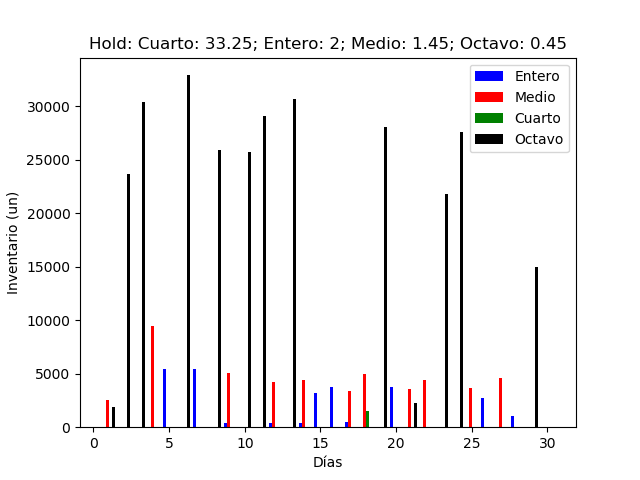 Hold: Cuarto: 33.25; Entero: 2; Medio: 1.45; Octavo: 0.45
Entero
Medio
Cuarto
Octavo
Inventario (un)
30000
25000
20000
15000
10000
5000
0
0 5 10 15 20 25 30
Días